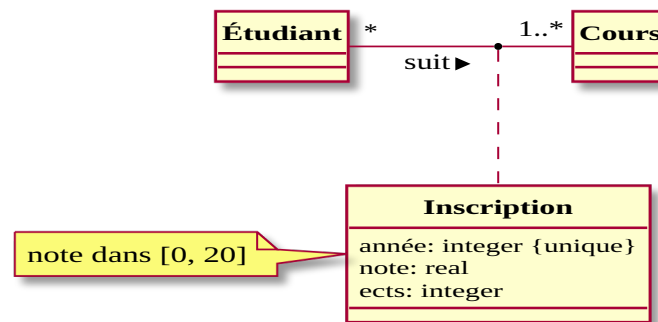 Étudiant
*
1..*
Cours
suit ►
Inscription
année: integer {unique}
note: real
ects: integer
note dans [0, 20]